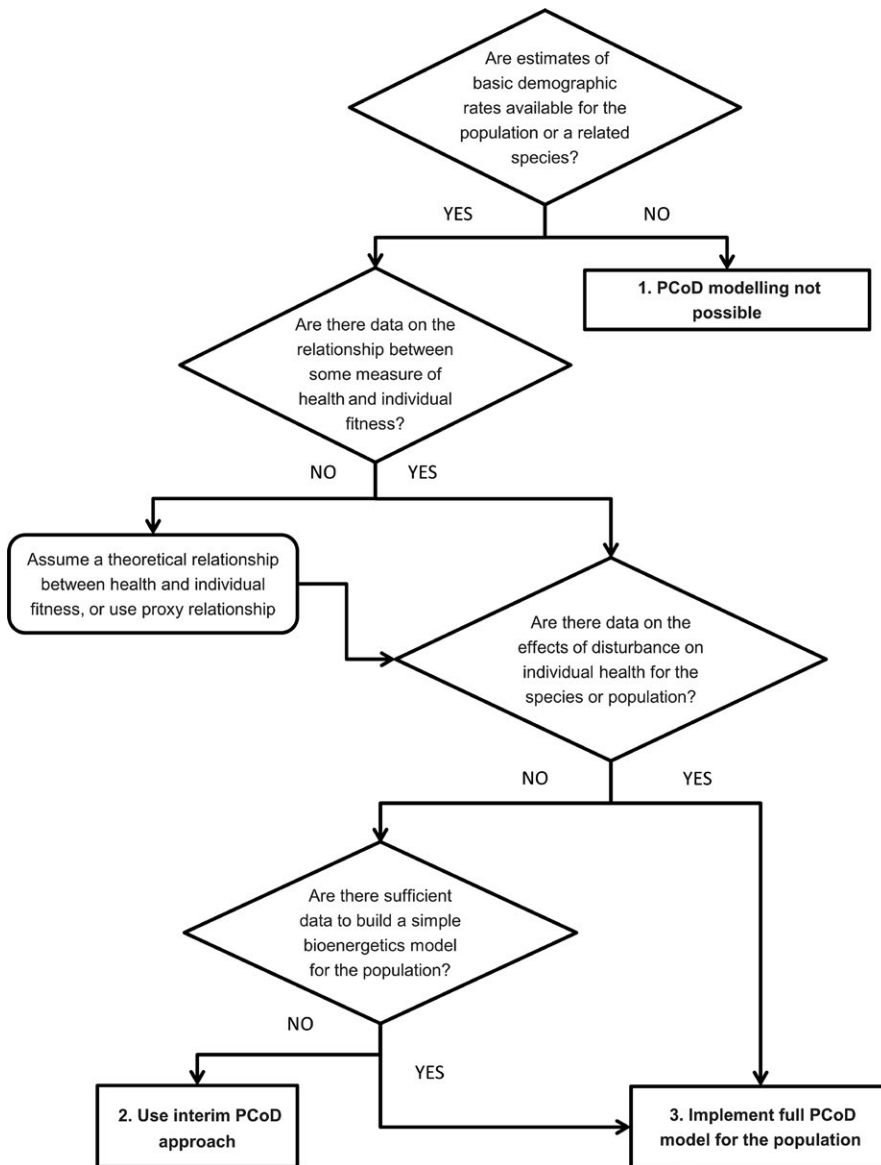 Are estimates of
basic demographic
rates available for the
population or a related
species?
YES
NO
1. PCoD modelling not
possible
Are there data on the
relationship between
some measure of
health and individual
fitness?
NO
YES
Assume a theoretical relationship
between health and individual
fitness, or use proxy relationship
Are there data on the
effects of disturbance on
individual health for the
species or population?
NO
YES
Are there sufficient
data to build a simple
bioenergetics model
for the population?
NO
YES
2. Use interim PCoD
approach
3. Implement full PCoD
model for the population